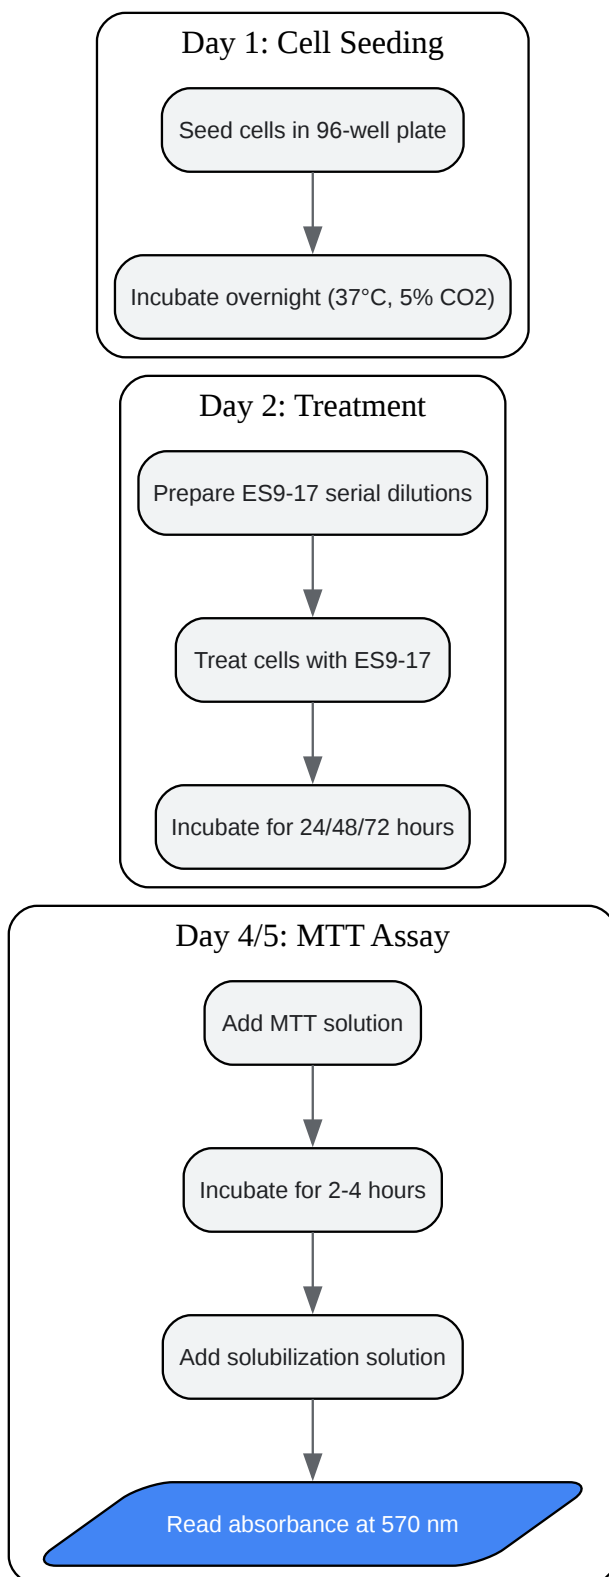 Day 1: Cell Seeding
Seed cells in 96-well plate
Incubate overnight (37°C, 5% CO2)
Day 2: Treatment
Prepare ES9-17 serial dilutions
Treat cells with ES9-17
Incubate for 24/48/72 hours
Day 4/5: MTT Assay
Add MTT solution
Incubate for 2-4 hours
Add solubilization solution
Read absorbance at 570 nm